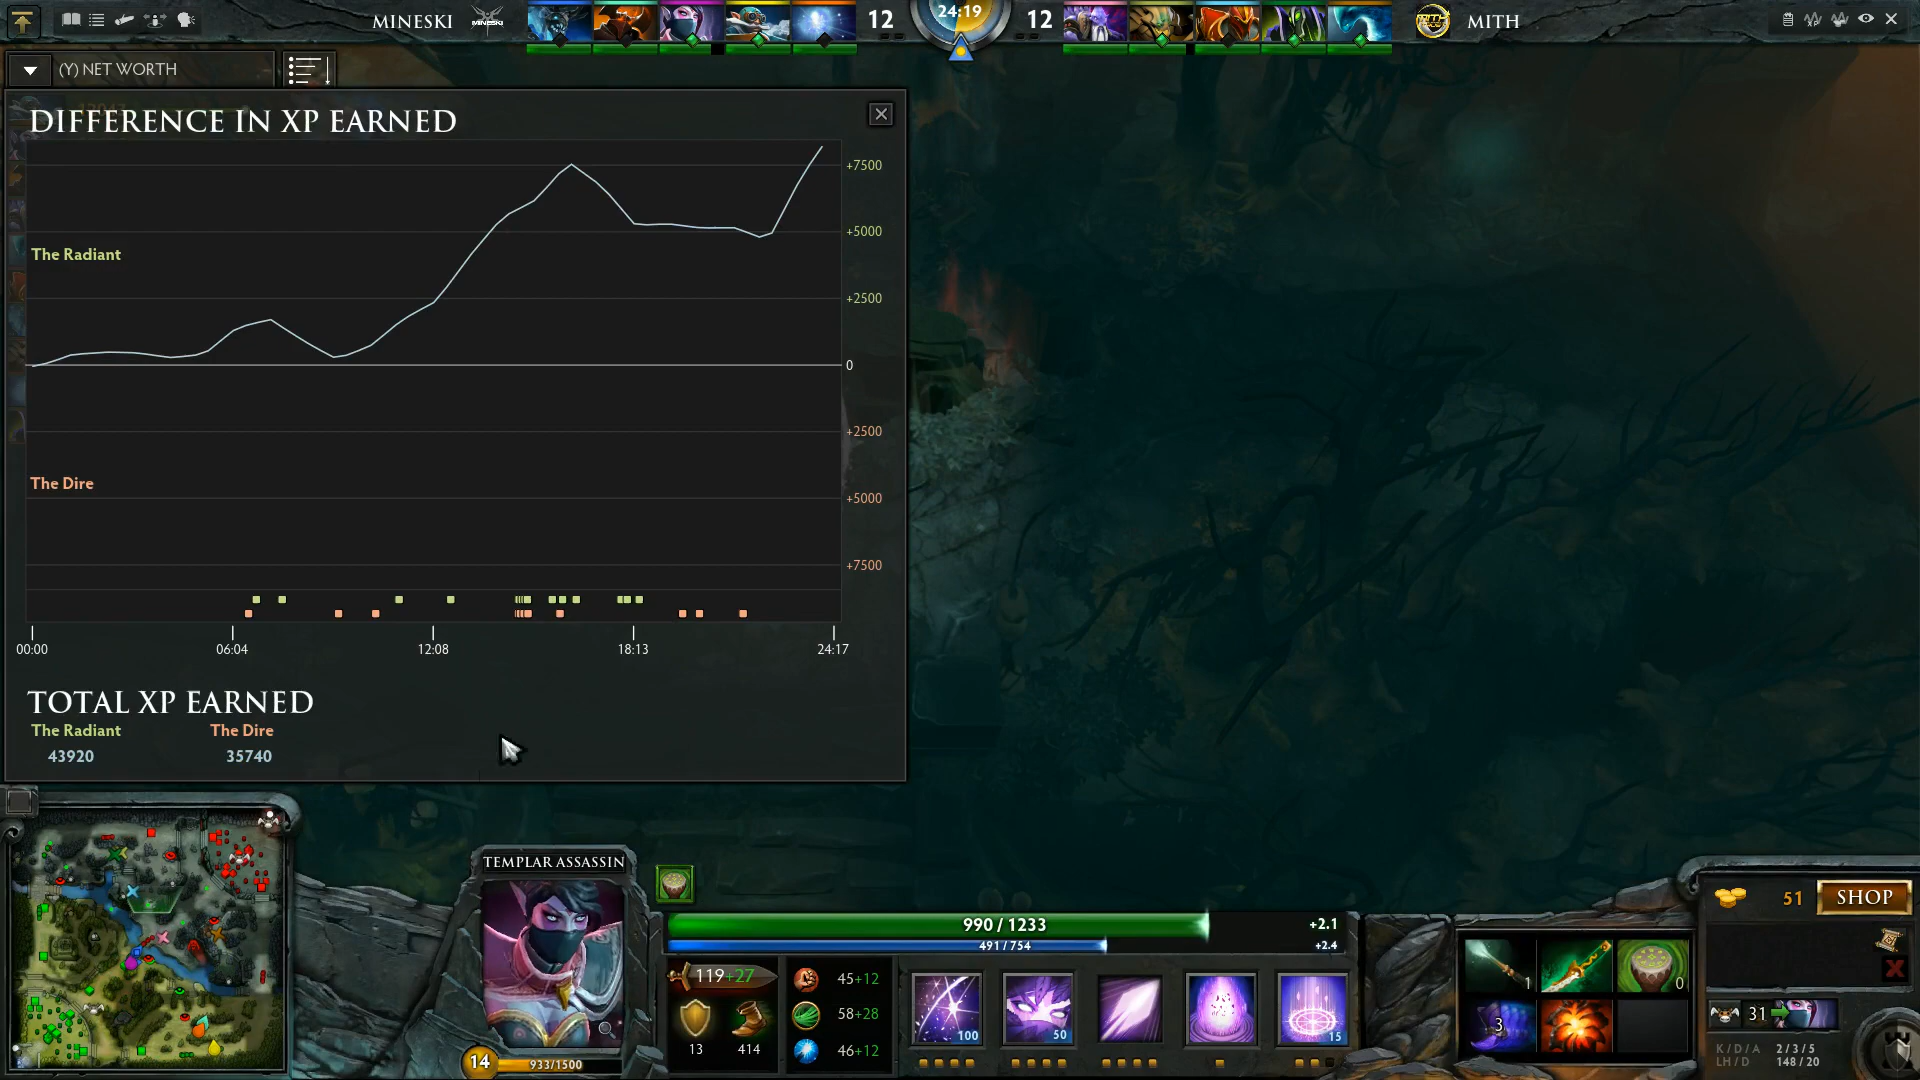 MINESKI
MINESKI
12
24:19
12
MITH
(Y) NET WORTH
DIFFERENCE IN XP EARNED
+7500
+5000
The Radiant
+2500
0
+2500
The Dire
+5000
+7500
00:00
06:04
12:08
18:13
24:17
TOTAL XP EARNED
The Radiant
The Dire
43920
35740
TEMPLAR ASSASSIN
990 / 1233
+2.1
491 / 754
+2.4
119+27
45+12
58+28
46+12
13
414
100
50
15
14
933/1500
1
0
3
51
SHOP
31
K / D / A
2/3/5
LH / D
148/20